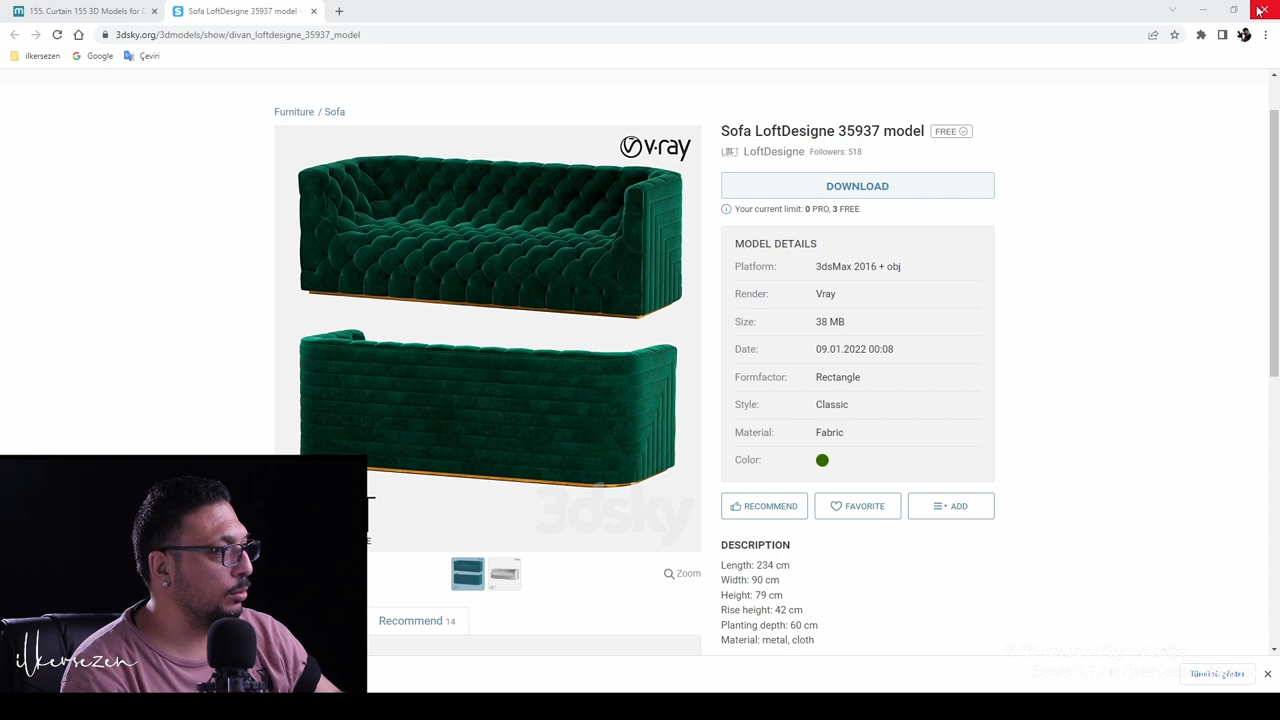 155. Curtain 155 3D Models for
Sofa LoftDesigne 35937 model -
3dsky.org/3dmodels/show/divan_loftdesigne_35937_model
ilkersezen
Google
Çeviri
Furniture / Sofa
v·ray
Sofa LoftDesigne 35937 model
FREE
LoftDesigne Followers: 518
DOWNLOAD
Your current limit: 0 PRO, 3 FREE
MODEL DETAILS
Platform: 3dsMax 2016 + obj
Render: Vray
Size: 38 MB
Date: 09.01.2022 00:08
Formfactor: Rectangle
Style: Classic
Material: Fabric
Color:
RECOMMEND
FAVORITE
ADD
3dsky
Zoom
DESCRIPTION
Length: 234 cm
Width: 90 cm
Height: 79 cm
Rise height: 42 cm
Planting depth: 60 cm
Material: metal, cloth
Recommend 14
ilkersezen
Tümünü göster